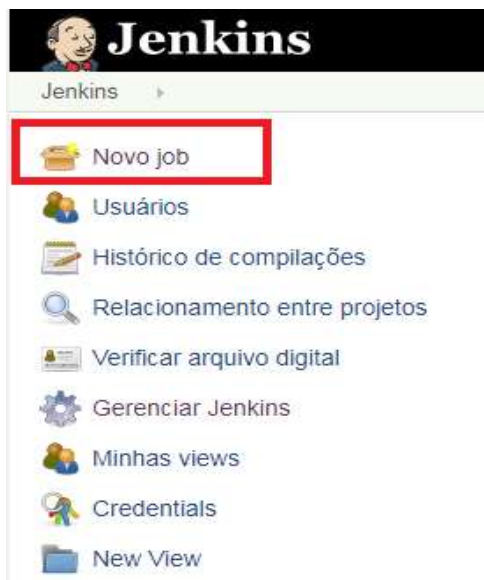 Jenkins
Jenkins
Novo job
Usuários
Histórico de compilações
Relacionamento entre projetos
Verificar arquivo digital
Gerenciar Jenkins
Minhas views
Credentials
New View